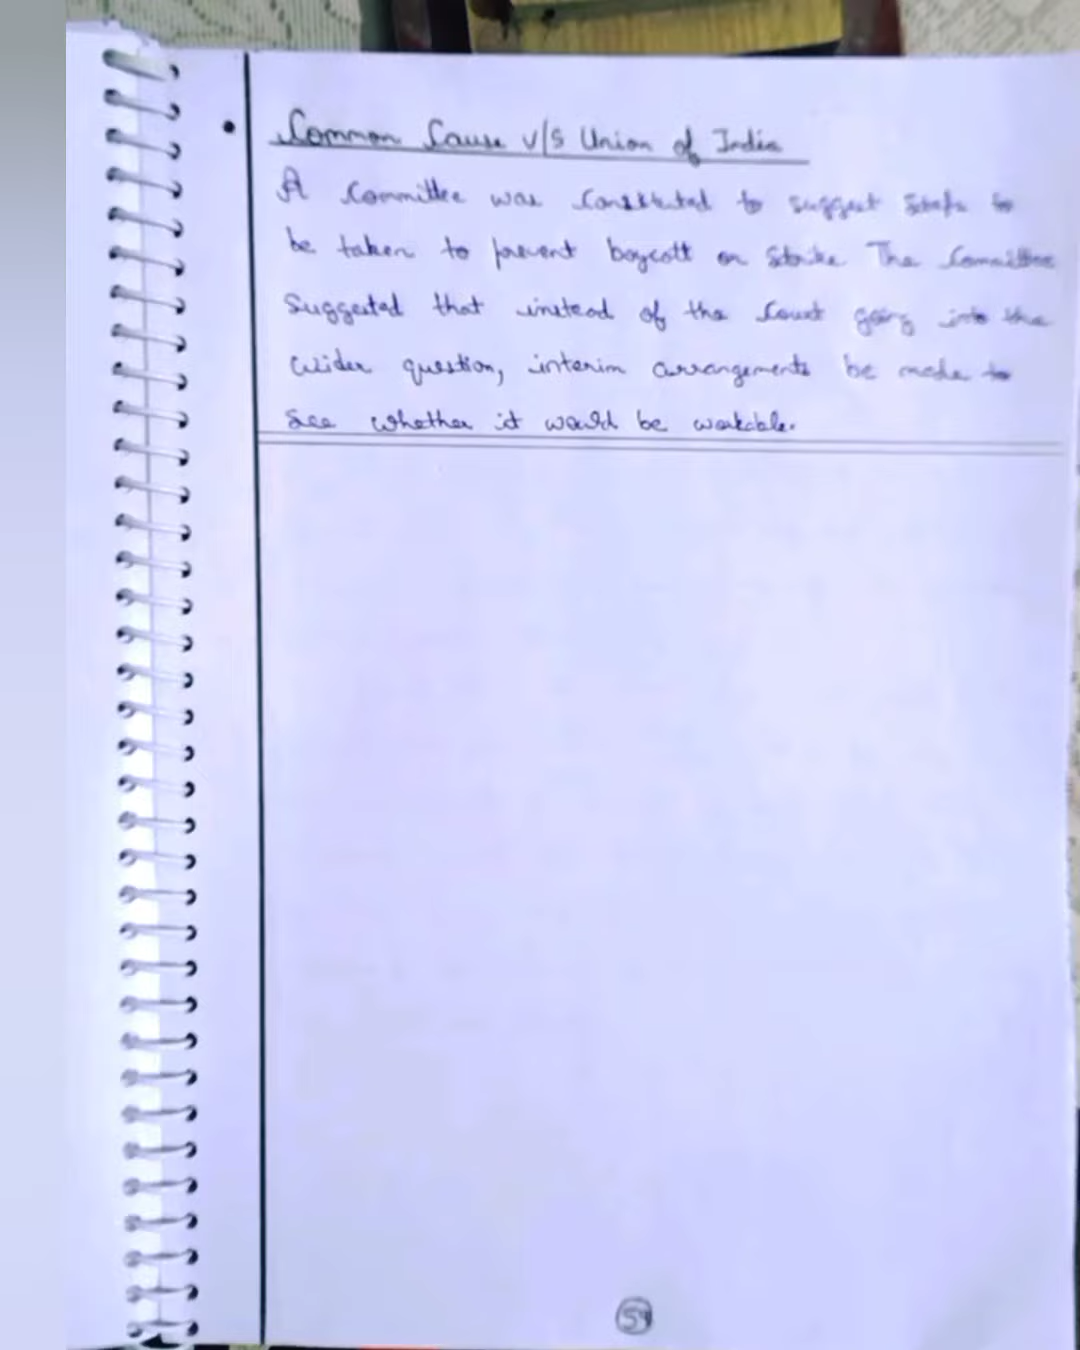 • Common Cause v/s Union of India
A Committee was Constituted to suggest steps to
be taken to prevent boycott or Strike The Committee
Suggested that instead of the Court going into the
wider question, interim arrangements be made to
see whether it would be workable.